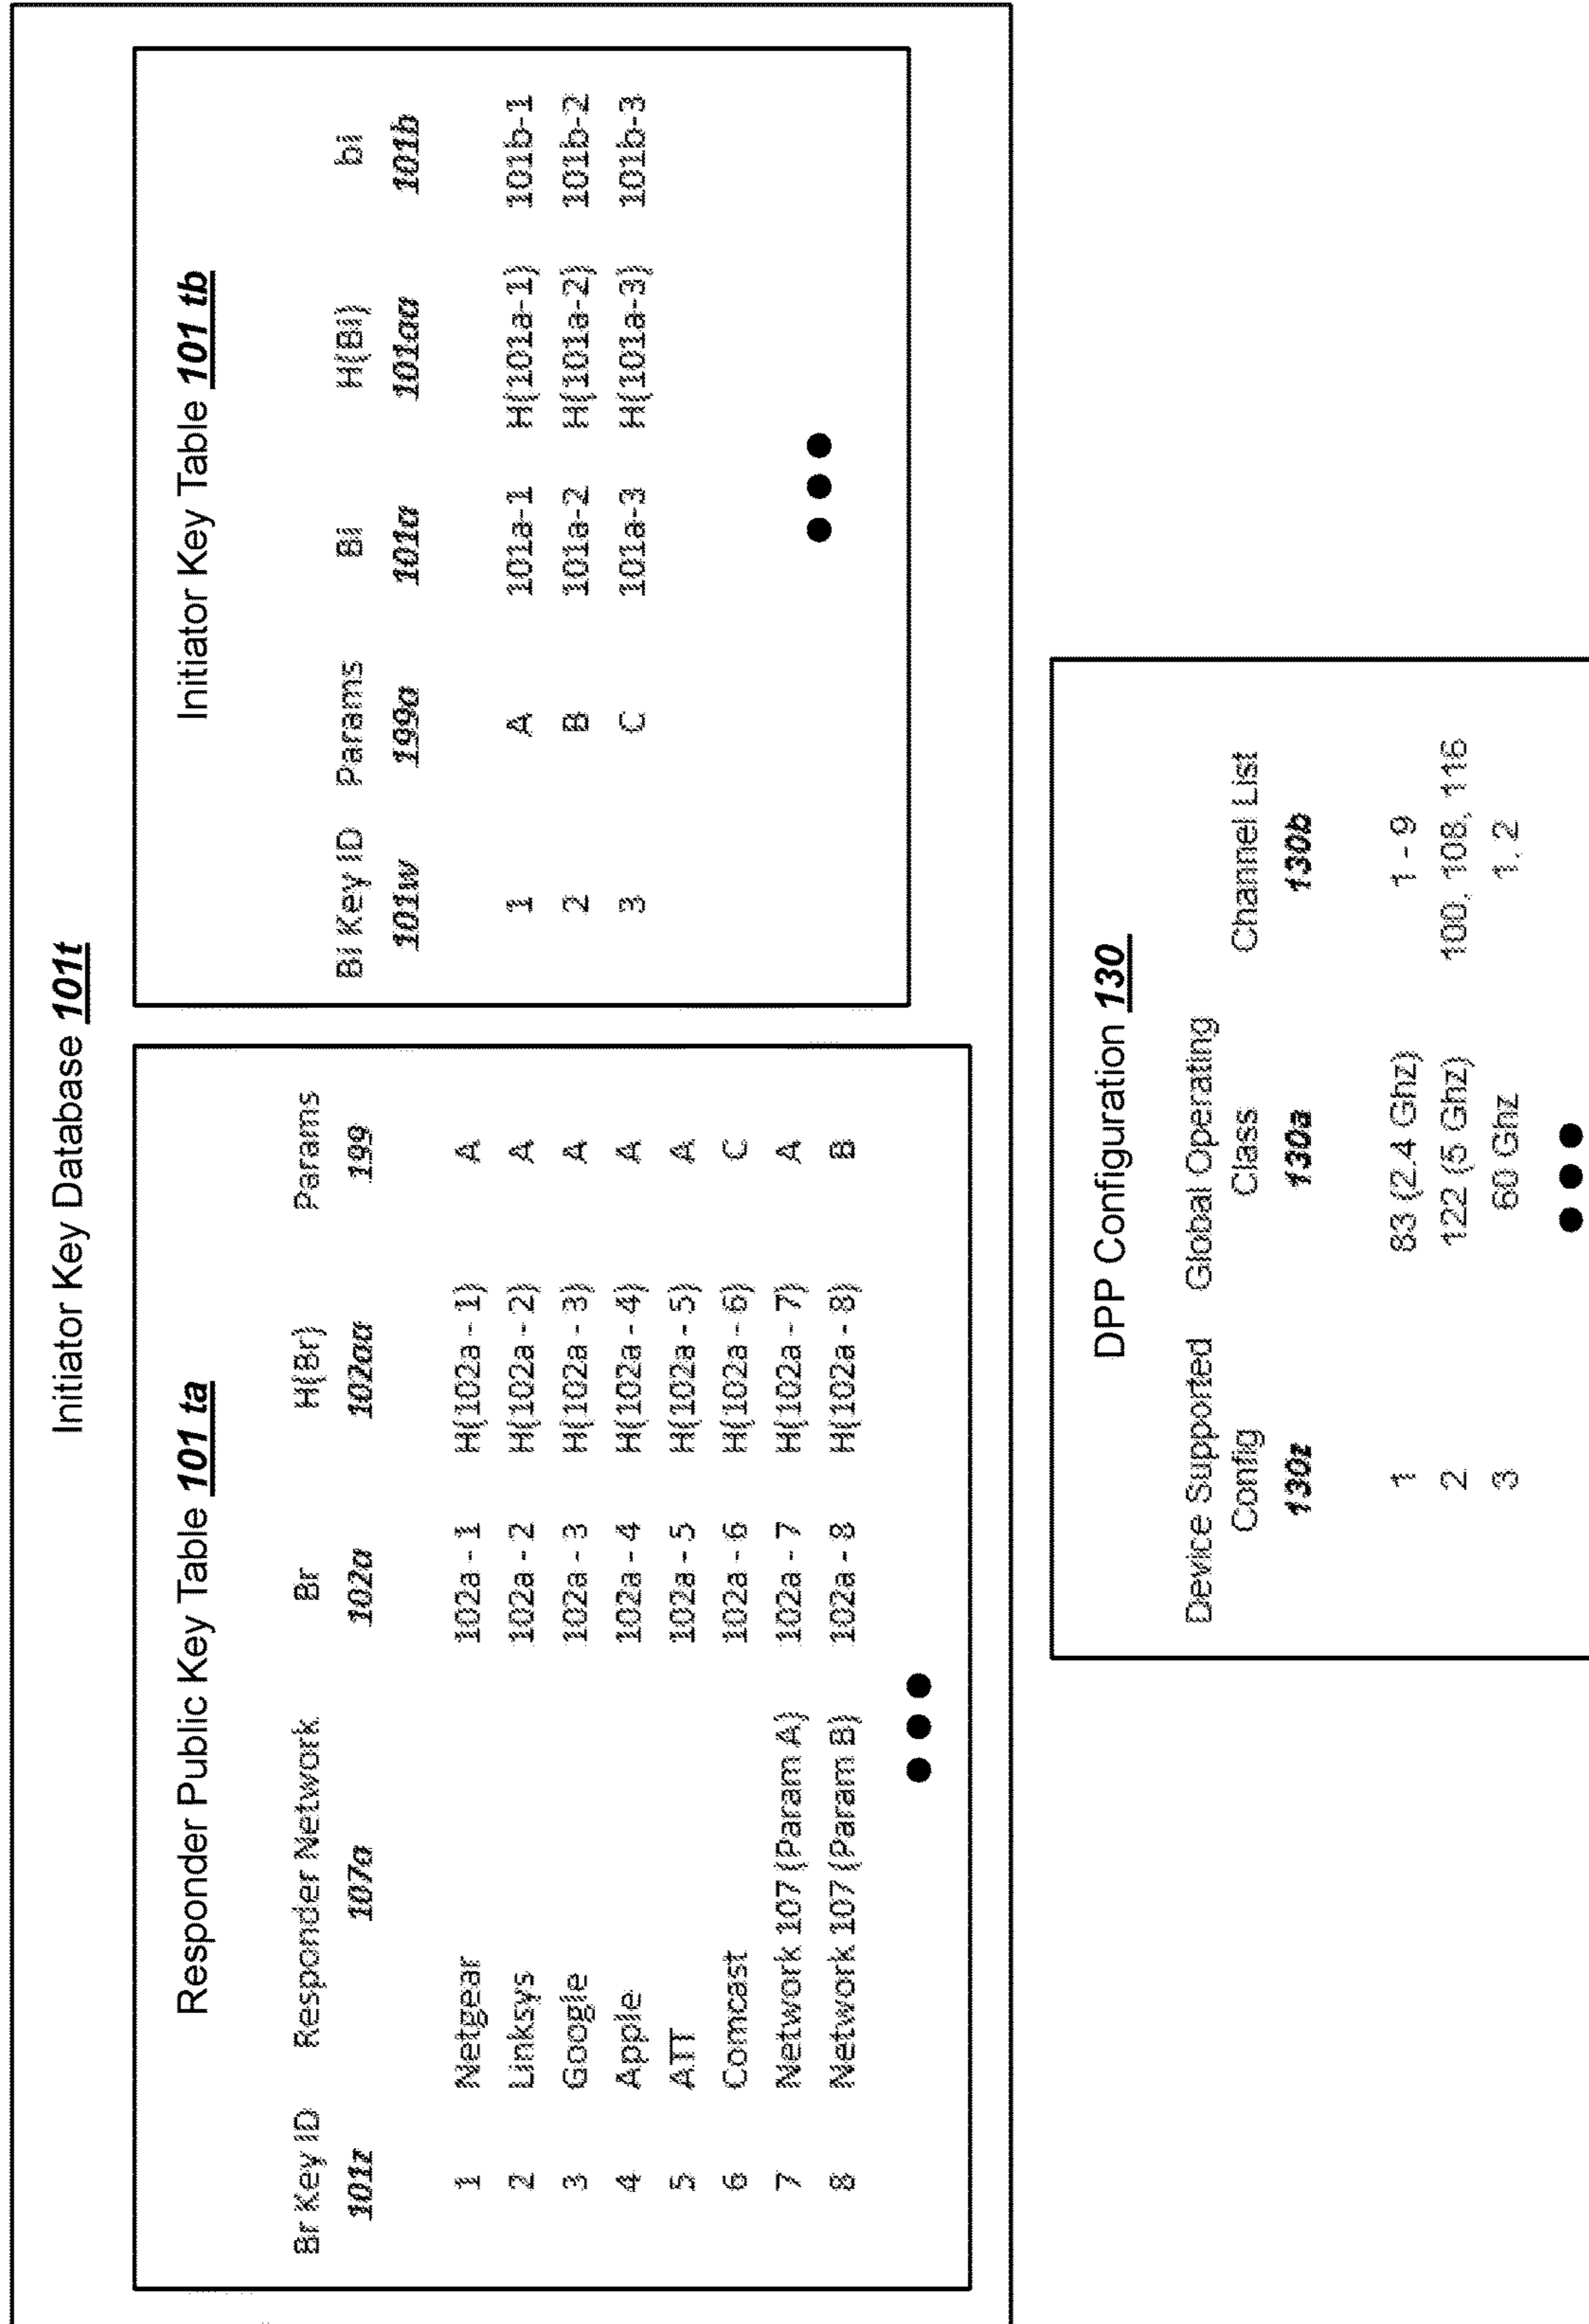 Initiator Key Database 101t
Responder Public Key Table 101 ta
Br Key ID Responder Network Br H(Br) Params
101z 107a 102a 102aa 199
1 Netgear 102a - 1 H(102a - 1) A
2 Linksys 102a - 2 H(102a - 2) A
3 Google 102a - 3 H(102a - 3) A
4 Apple 102a - 4 H(102a - 4) A
5 ATT 102a - 5 H(102a - 5) A
6 Comcast 102a - 6 H(102a - 6) C
7 Network 107 (Param A) 102a - 7 H(102a - 7) A
8 Network 107 (Param B) 102a - 8 H(102a - 8) B
Initiator Key Table 101 tb
Bi Key ID Params Bi H(Bi) bi
101w 199a 101a 101aa 101b
1 A 101a-1 H(101a-1) 101b-1
2 B 101a-2 H(101a-2) 101b-2
3 C 101a-3 H(101a-3) 101b-3
DPP Configuration 130
Device Supported Global Operating
Config Class Channel List
130z 130a 130b
1 83 (2.4 Ghz) 1 - 9
2 122 (5 Ghz) 100, 108, 116
3 60 Ghz 1, 2